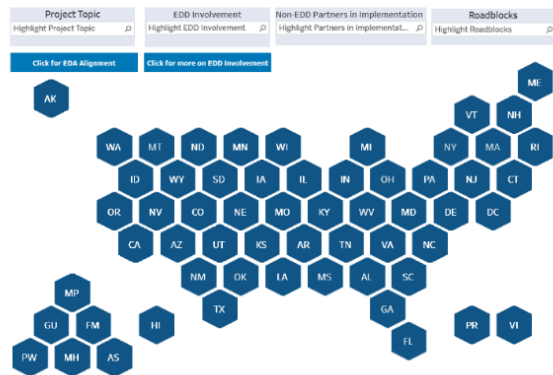 Project Topic
EDD Involvement
Non-EDD Partners in Implementation
Roadblocks
Highlight Project Topic
Highlight EDD Involvement
Highlight Partners in Implementat...
Highlight Roadblocks
Click for EDA Alignment
Click for more on EDD Involvement
ME
AK
VT NH
WA MT ND MN WI MI NY MA RI
ID WY SD IA IL IN OH PA NJ CT
OR NV CO NE MO KY WV MD DE DC
CA AZ UT KS AR TN VA NC
NM OK LA MS AL SC
MP
TX GA
GU FM HI PR VI
FL
PW MH AS